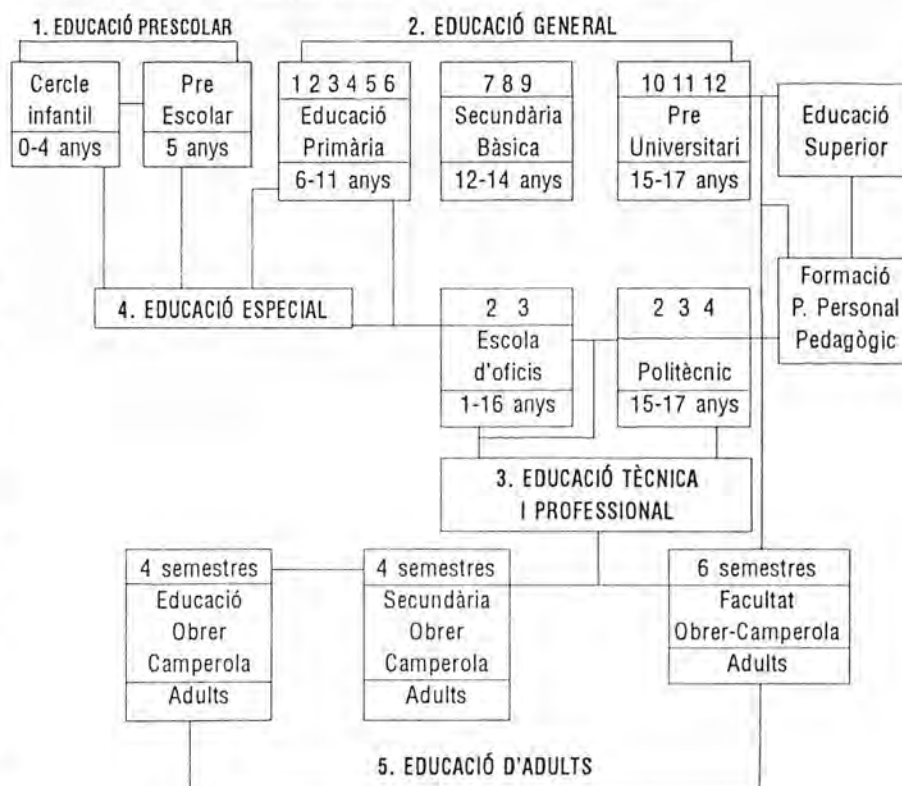 1. EDUCACIÓ PRESCOLAR
2. EDUCACIÓ GENERAL
Cercle
infantil
0-4 anys
Pre
Escolar
5 anys
1 2 3 4 5 6
Educació
Primària
6-11 anys
7 8 9
Secundària
Bàsica
12-14 anys
10 11 12
Pre
Universitari
15-17 anys
Educació
Superior
4. EDUCACIÓ ESPECIAL
2 3
Escola
d'oficis
1-16 anys
2 3 4
Politècnic
15-17 anys
Formació
P. Personal
Pedagògic
3. EDUCACIÓ TÈCNICA
I PROFESSIONAL
4 semestres
Educació
Obrer
Camperola
Adults
4 semestres
Secundària
Obrer
Camperola
Adults
6 semestres
Facultat
Obrer-Camperola
Adults
5. EDUCACIÓ D'ADULTS